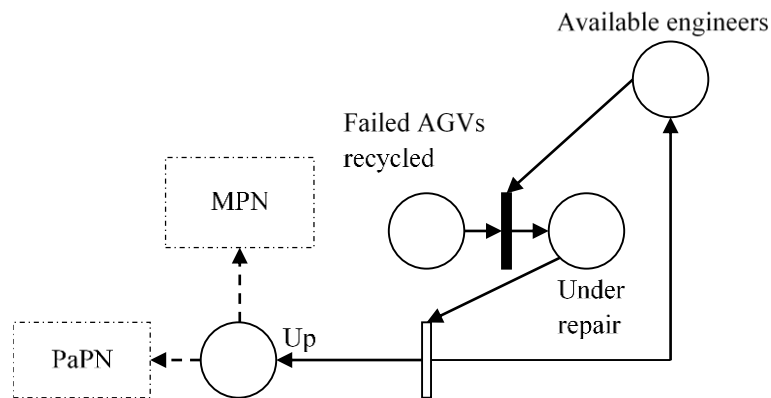 Available engineers
Failed AGVs
recycled
MPN
Under
repair
Up
PaPN